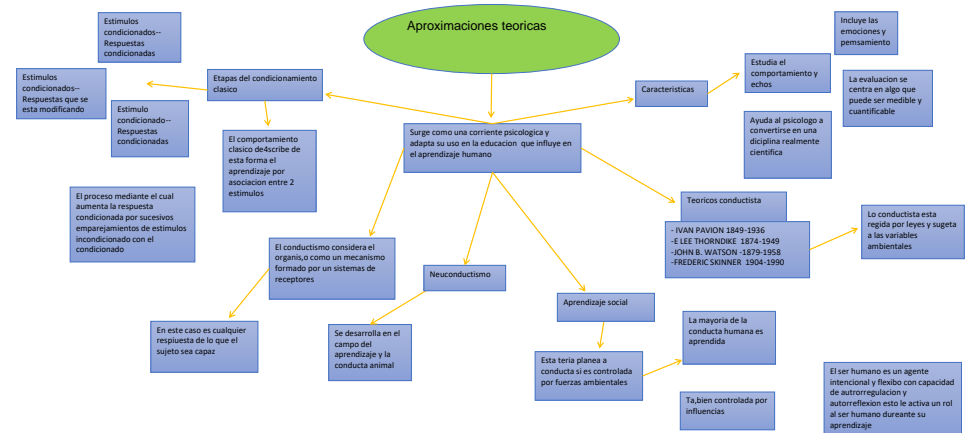 Aproximaciones teoricas
Estimulos
condicionados--
Respuestas
condicionadas
Estimulos
condicionados--
Respuestas que se
esta modificando
Estimulo
condicionado--
Respuestas
condicionadas
Etapas del condicionamiento
clasico
El comportamiento
clasico de4scribe de
esta forma el
aprendizaje por
asociacion entre 2
estimulos
El proceso mediante el cual
aumenta la respuesta
condicionada por sucesivos
emparejamientos de estimulos
incondicionado con el
condicionado
Surge como una corriente psicologica y
adapta su uso en la educacion que influye en
el aprendizaje humano
Caracteristicas
Incluye las
emociones y
pemsamiento
Estudia el
comportamiento y
echos
La evaluacion se
centra en algo que
puede ser medible y
cuantificable
Ayuda al psicologo a
convertirse en una
diciplina realmente
cientifica
Teoricos conductista
- IVAN PAVION 1849-1936
-E LEE THORNDIKE 1874-1949
-JOHN B. WATSON -1879-1958
-FREDERIC SKINNER 1904-1990
Lo conductista esta
regida por leyes y sugeta
a las variables
ambientales
El conductismo considera el
organis,o como un mecanismo
formado por un sistemas de
receptores
En este caso es cualquier
respiuesta de lo que el
sujeto sea capaz
Neuconductismo
Se desarrolla en el
campo del
aprendizaje y la
conducta animal
Aprendizaje social
Esta teria planea a
conducta si es controlada
por fuerzas ambientales
La mayoria de la
conducta humana es
aprendida
Ta,bien controlada por
influencias
El ser humano es un agente
intencional y flexibo con capacidad
de autorregulacion y
autorreflexion esto le activa un rol
al ser humano dureante su
aprendizaje